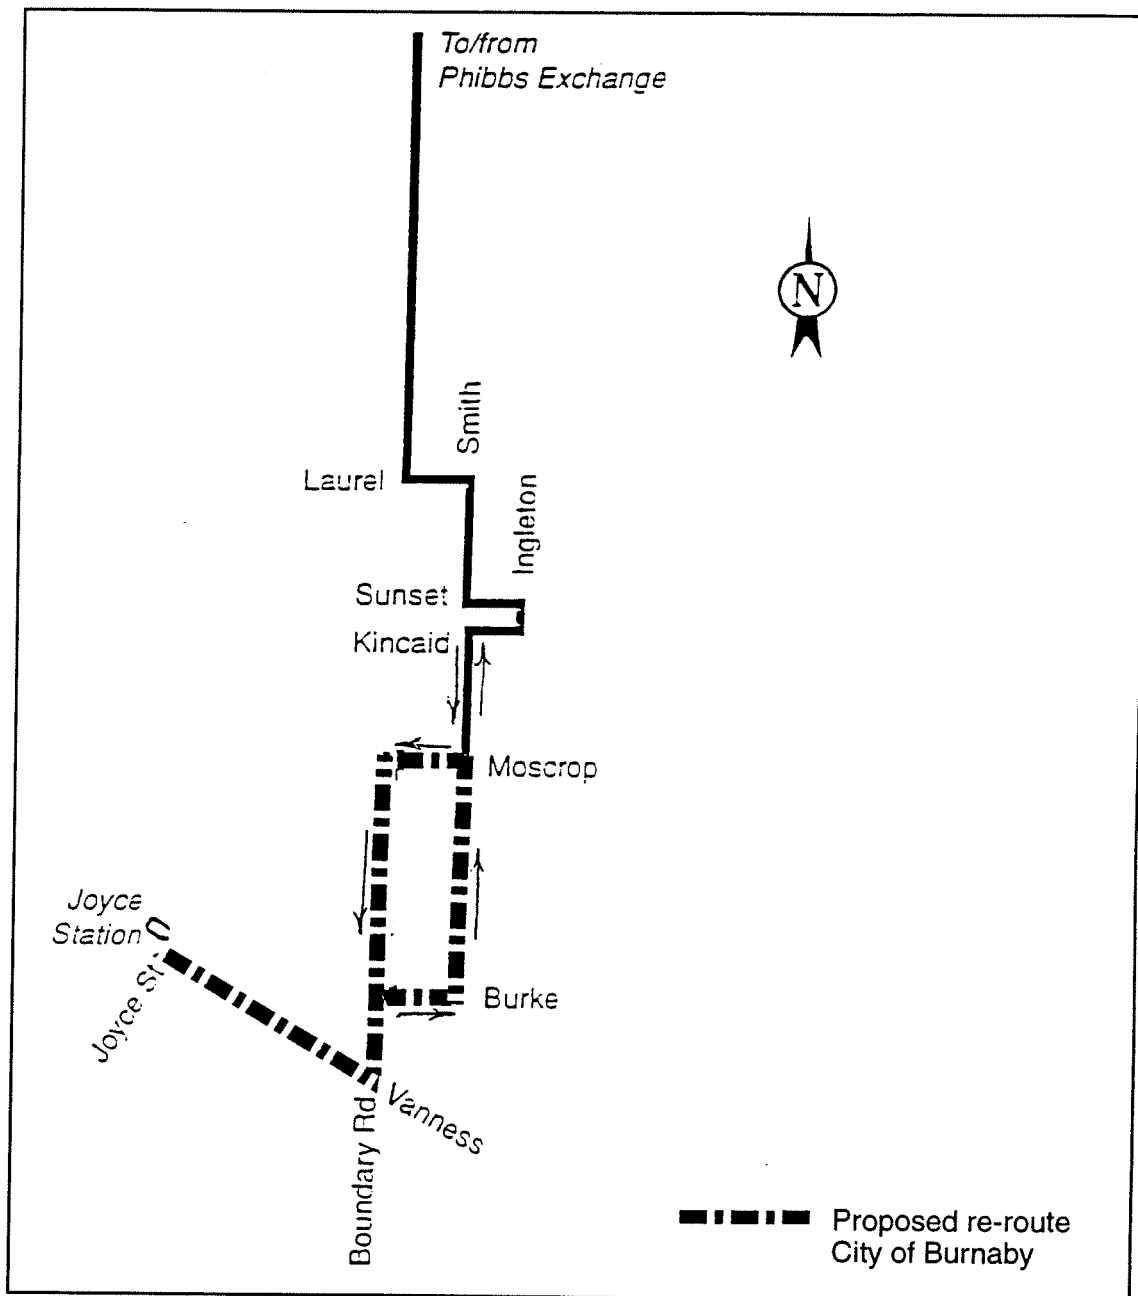 To/from
Phibbs Exchange
N
Smith
Laurel
Ingleton
Sunset
Kincaid
Moscrop
Joyce
Station
Joyce St
Burke
Vanness
Boundary Rd
Proposed re-route
City of Burnaby